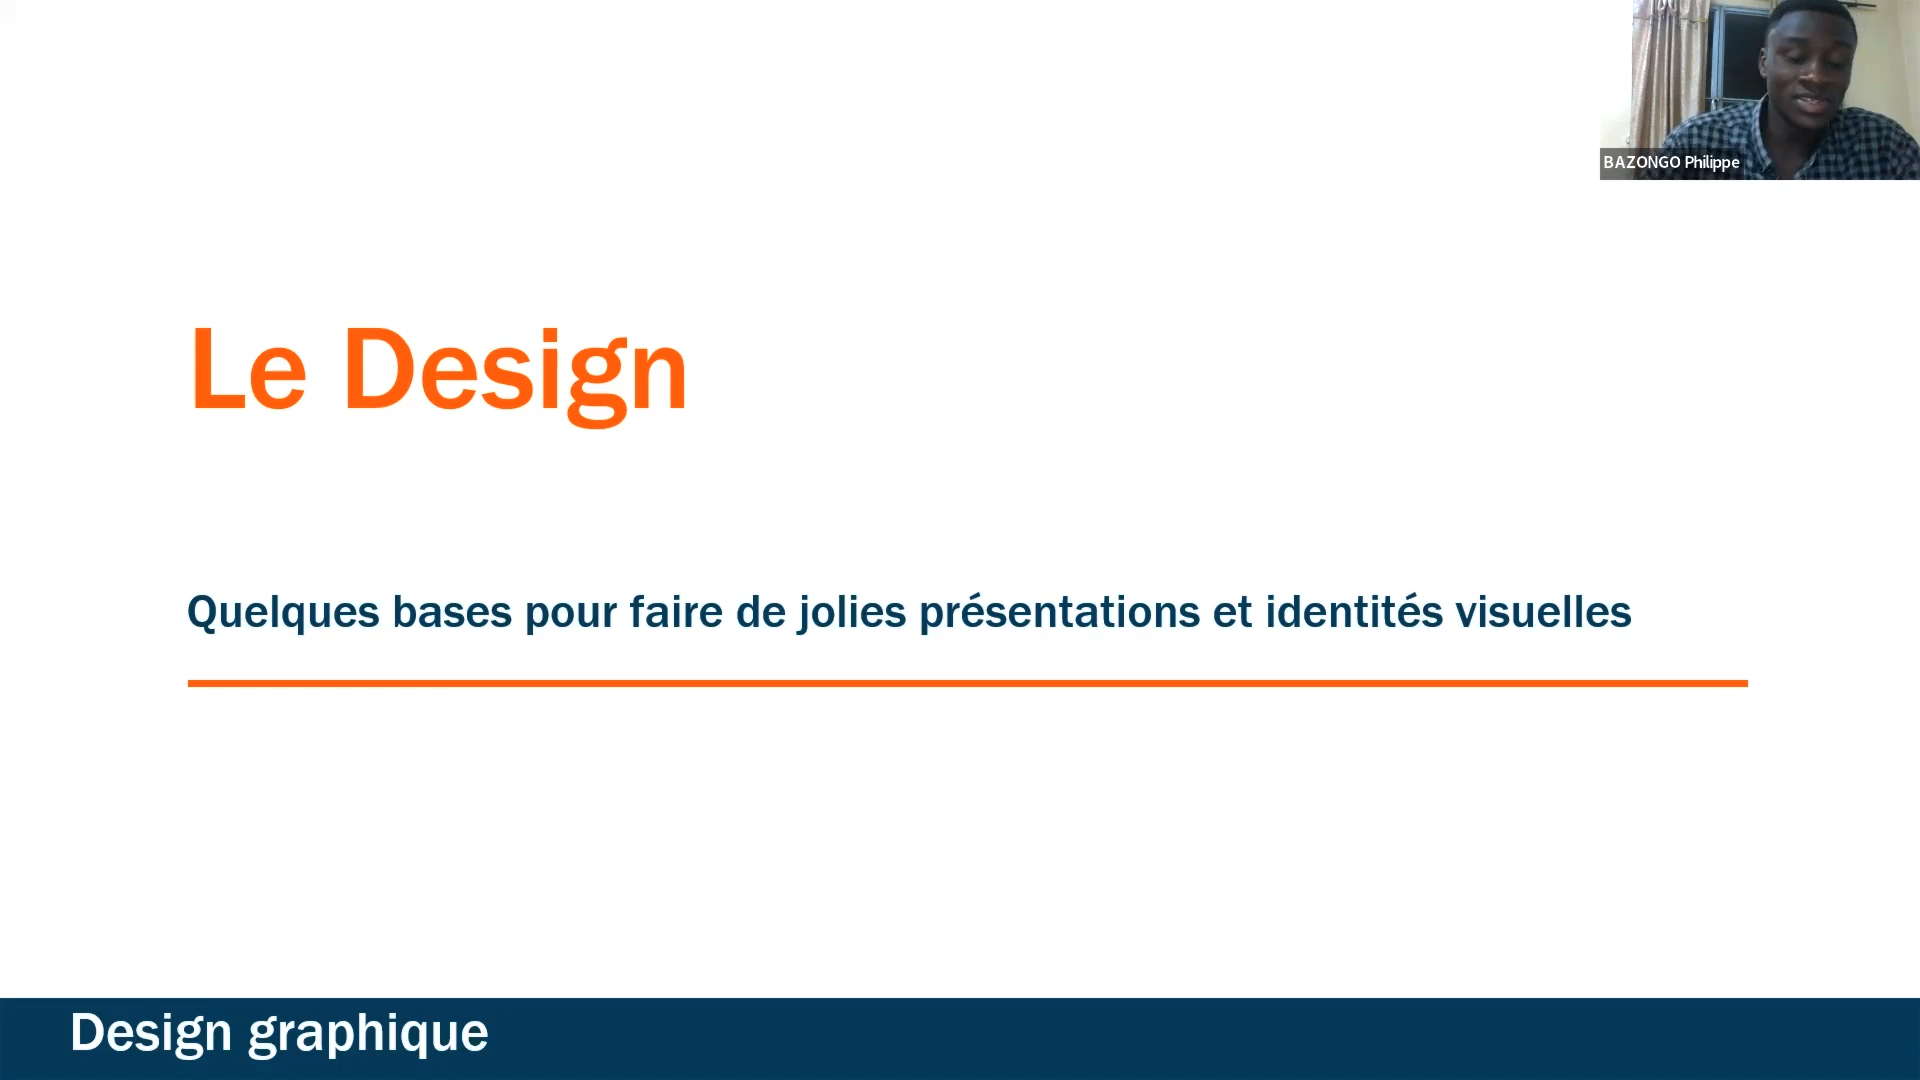 BAZONGO Philippe
Le Design
Quelques bases pour faire de jolies présentations et identités visuelles
Design graphique